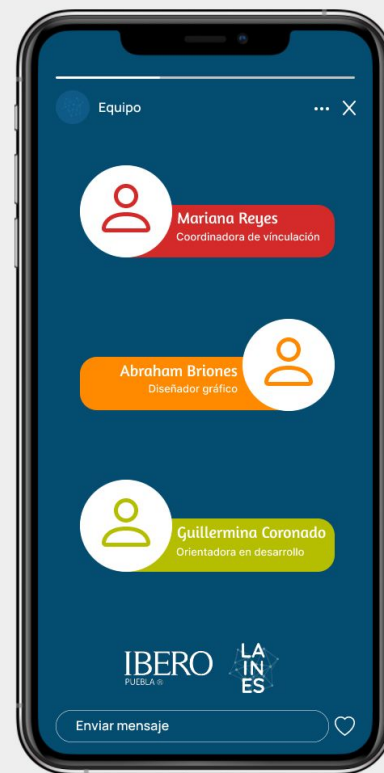 Equipo
Mariana Reyes
Coordinadora de vínculación
Abraham Briones
Diseñador gráfico
Guillermina Coronado
Orientadora en desarrollo
IBERO
PUEBLA ®
LA
IN
ES
Enviar mensaje